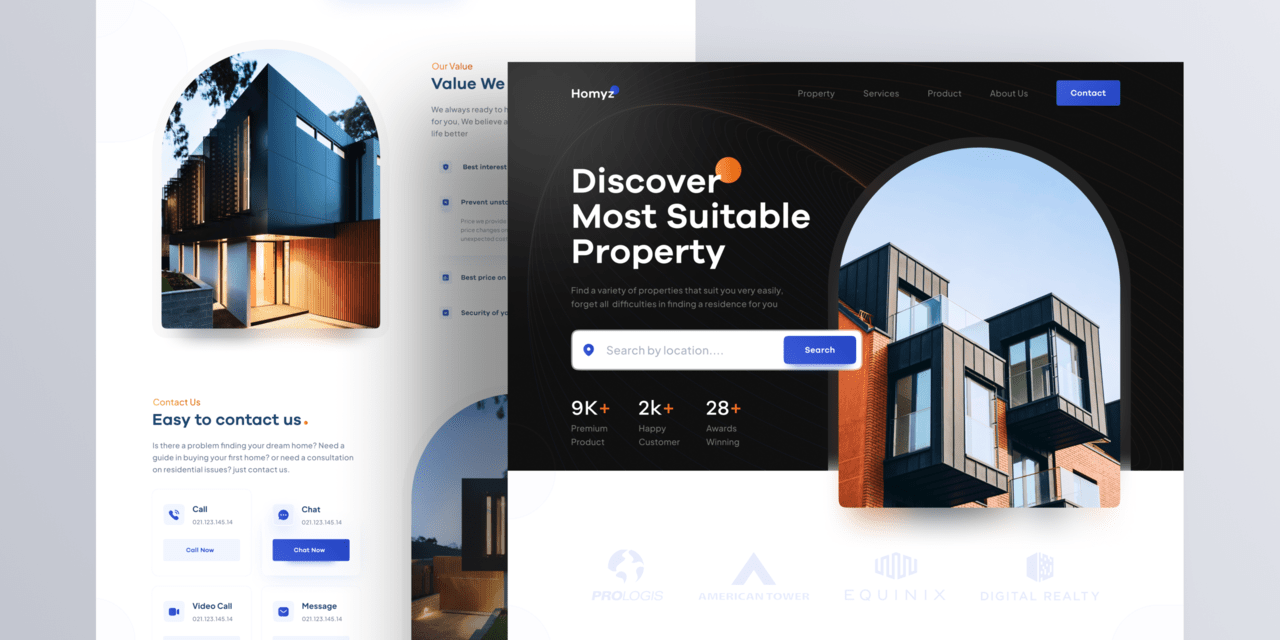 Our Value
Value We
We always ready to h
for you. We believe a
life better
Best interest
Prevent unsto
Price we provide
price changes on
unexpected cos
Best price on
Security of yo
Contact Us
Easy to contact us.
Is there a problem finding your dream home? Need a
guide in buying your first home? or need a consultation
on residential issues? just contact us.
Call
021.123.145.14
Call Now
Chat
021.123.145.14
Chat Now
Video Call
021.123.145.14
Message
021.123.145.14
Homyz
Property
Services
Product
About Us
Contact
Discover
Most Suitable
Property
Find a variety of properties that suit you very easily,
forget all difficulties in finding a residence for you
Search by location....
Search
9K+
Premium
Product
2k+
Happy
Customer
28+
Awards
Winning
PROLOGIS
AMERICAN TOWER
EQUINIX
DIGITAL REALTY